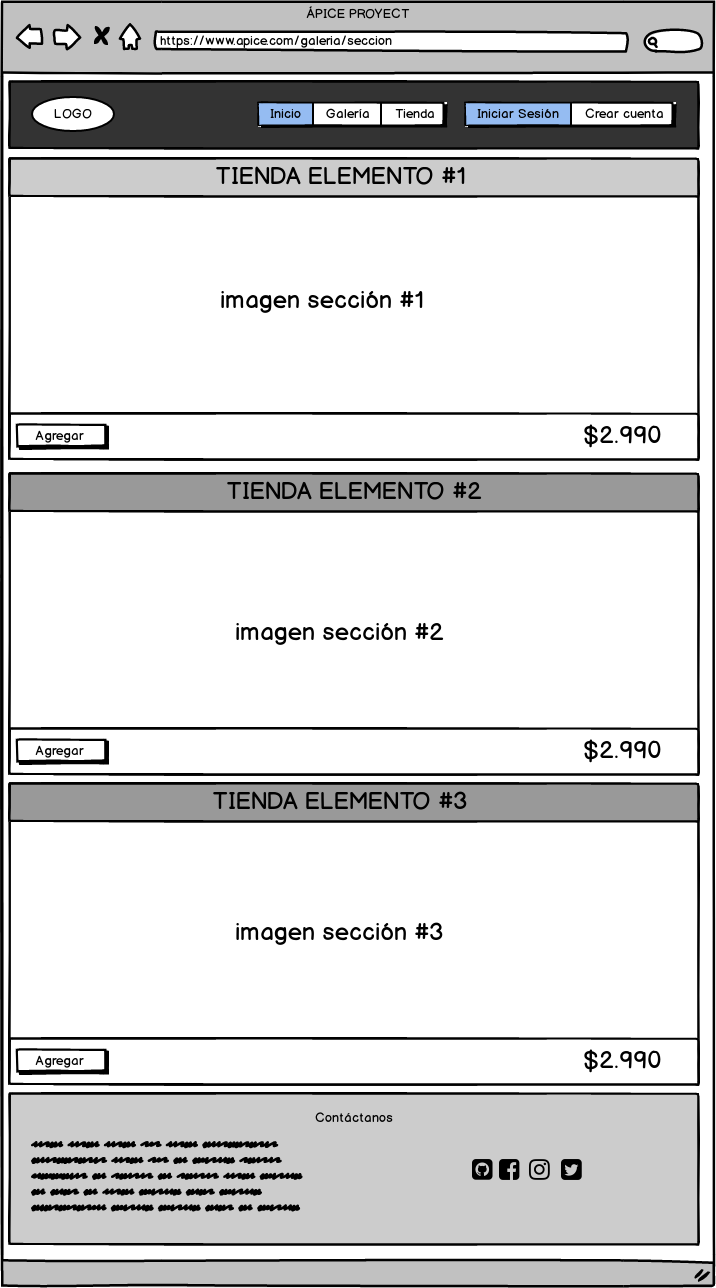 ÁPICE PROYECT
https://www.apice.com/galeria/seccion
LOGO
Inicio Galería Tienda Iniciar Sesión Crear cuenta
TIENDA ELEMENTO #1
imagen sección #1
Agregar $2.990
TIENDA ELEMENTO #2
imagen sección #2
Agregar $2.990
TIENDA ELEMENTO #3
imagen sección #3
Agregar $2.990
Contáctanos